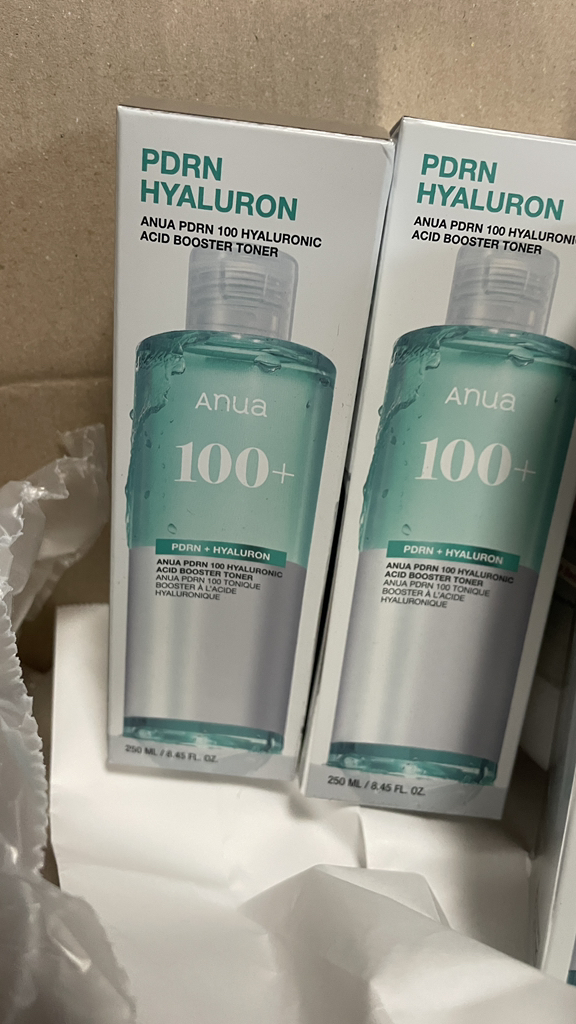 PDRN
HYALURON
ANUA PDRN 100 HYALURONIC
ACID BOOSTER TONER
Anua
100+
PDRN + HYALURON
ANUA PDRN 100 HYALURONIC
ACID BOOSTER TONER
ANUA PDRN 100 TONIQUE
BOOSTER À L'ACIDE
HYALURONIQUE
250 ML / 8.45 FL. OZ.
PDRN
HYALURON
ANUA PDRN 100 HYALURONI
ACID BOOSTER TONER
Anua
100+
PDRN + HYALURON
ANUA PDRN 100 HYALURONIC
ACID BOOSTER TONER
ANUA PDRN 100 TONIQUE
BOOSTER À L'ACIDE
HYALURONIQUE
250 ML / 8.45 FL. OZ.